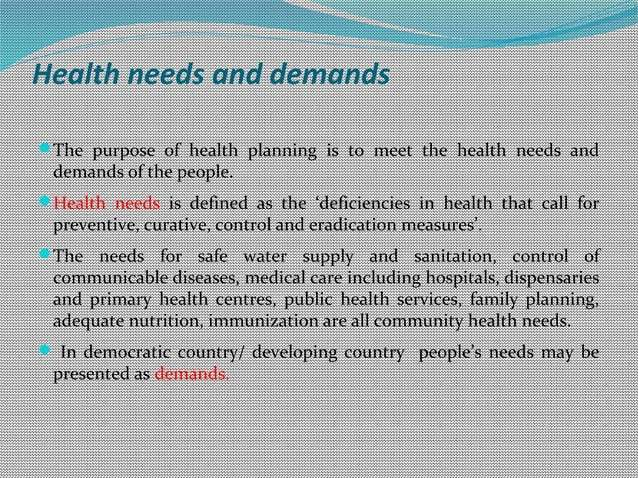 Health needs and demands
The purpose of health planning is to meet the health needs and
demands of the people.
Health needs is defined as the ‘deficiencies in health that call for
preventive, curative, control and eradication measures’.
The needs for safe water supply and sanitation, control of
communicable diseases, medical care including hospitals, dispensaries
and primary health centres, public health services, family planning,
adequate nutrition, immunization are all community health needs.
In democratic country/ developing country people’s needs may be
presented as demands.